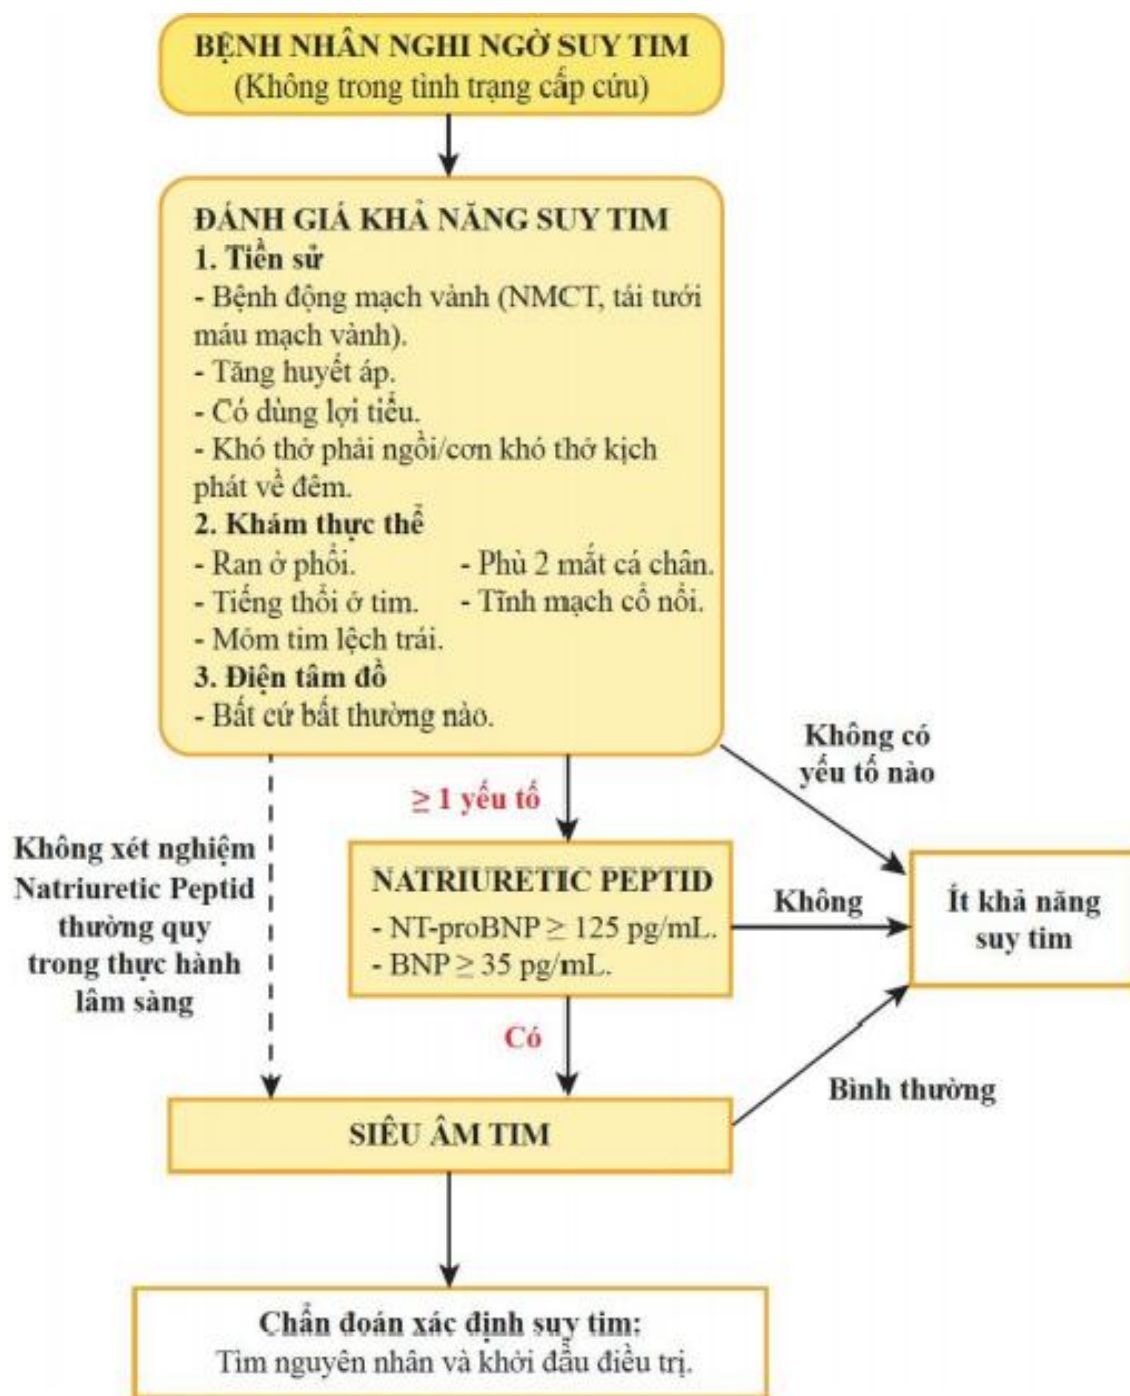 BỆNH NHÂN NGHI NGỜ SUY TIM
(Không trong tình trạng cấp cứu)
ĐÁNH GIÁ KHẢ NĂNG SUY TIM
1. Tiền sử
- Bệnh động mạch vành (NMCT, tái tưới
máu mạch vành).
- Tăng huyết áp.
- Có dùng lợi tiểu.
- Khó thở phải ngồi/cơn khó thở kịch
phát về đêm.
2. Khám thực thể
- Ran ở phổi. - Phù 2 mắt cá chân.
- Tiếng thổi ở tim. - Tĩnh mạch cổ nổi.
- Mỏm tim lệch trái.
3. Điện tâm đồ
- Bất cứ bất thường nào.
Không có
yếu tố nào
≥ 1 yếu tố
Không xét nghiệm
Natriuretic Peptid
thường quy
trong thực hành
lâm sàng
NATRIURETIC PEPTID
- NT-proBNP ≥ 125 pg/mL.
- BNP ≥ 35 pg/mL.
Không
Ít khả năng
suy tim
Có
Bình thường
SIÊU ÂM TIM
Chẩn đoán xác định suy tim:
Tìm nguyên nhân và khởi đầu điều trị.